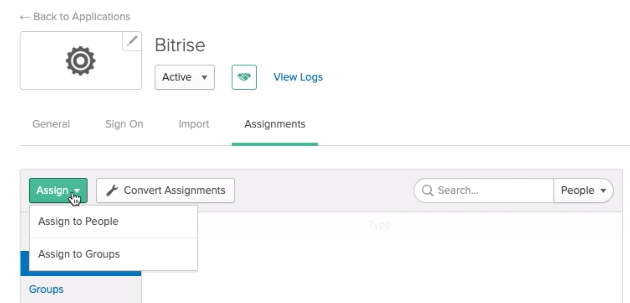 ← Back to Applications
Bitrise
Active
View Logs
General Sign On Import Assignments
Assign Convert Assignments Search... People
Assign to People
Type
Assign to Groups
Groups